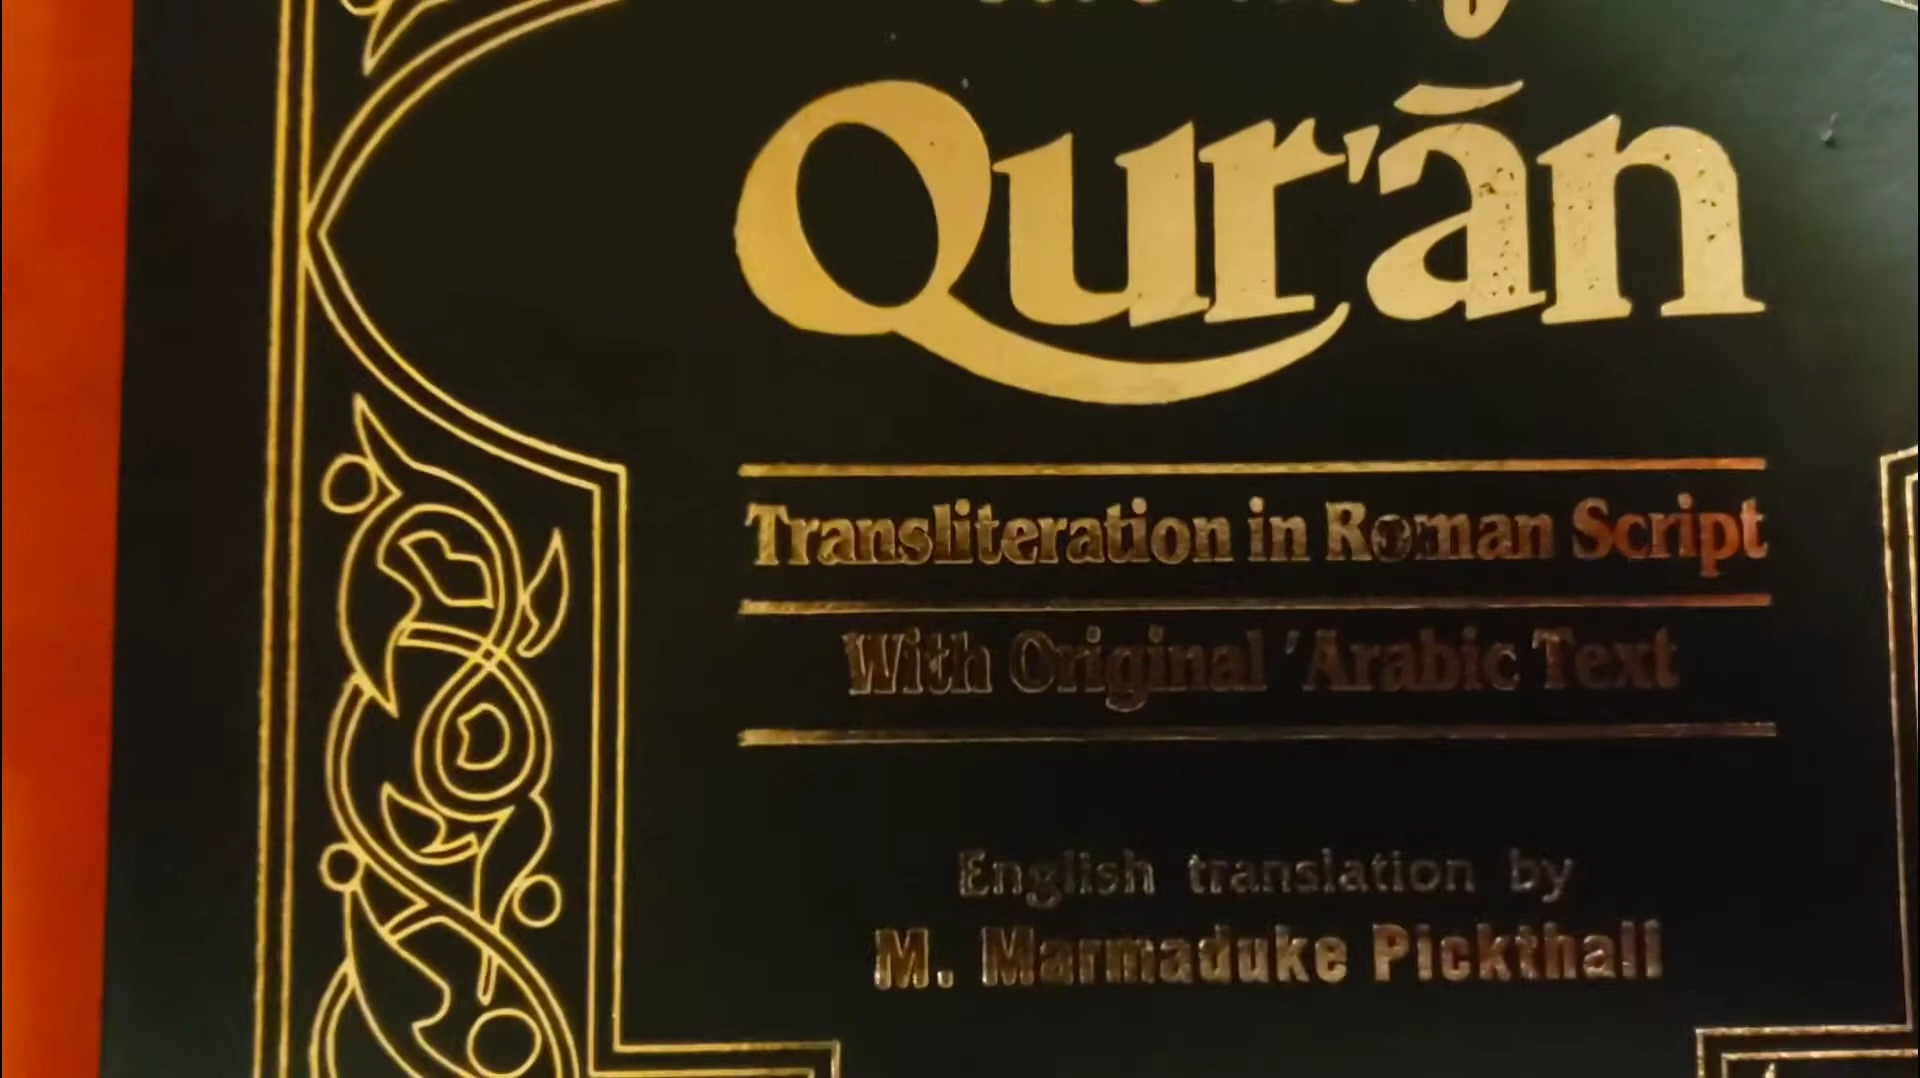 Qur'ān
Transliteration in Roman Script
With Original 'Arabic Text
English translation by
M. Marmaduke Pickthall